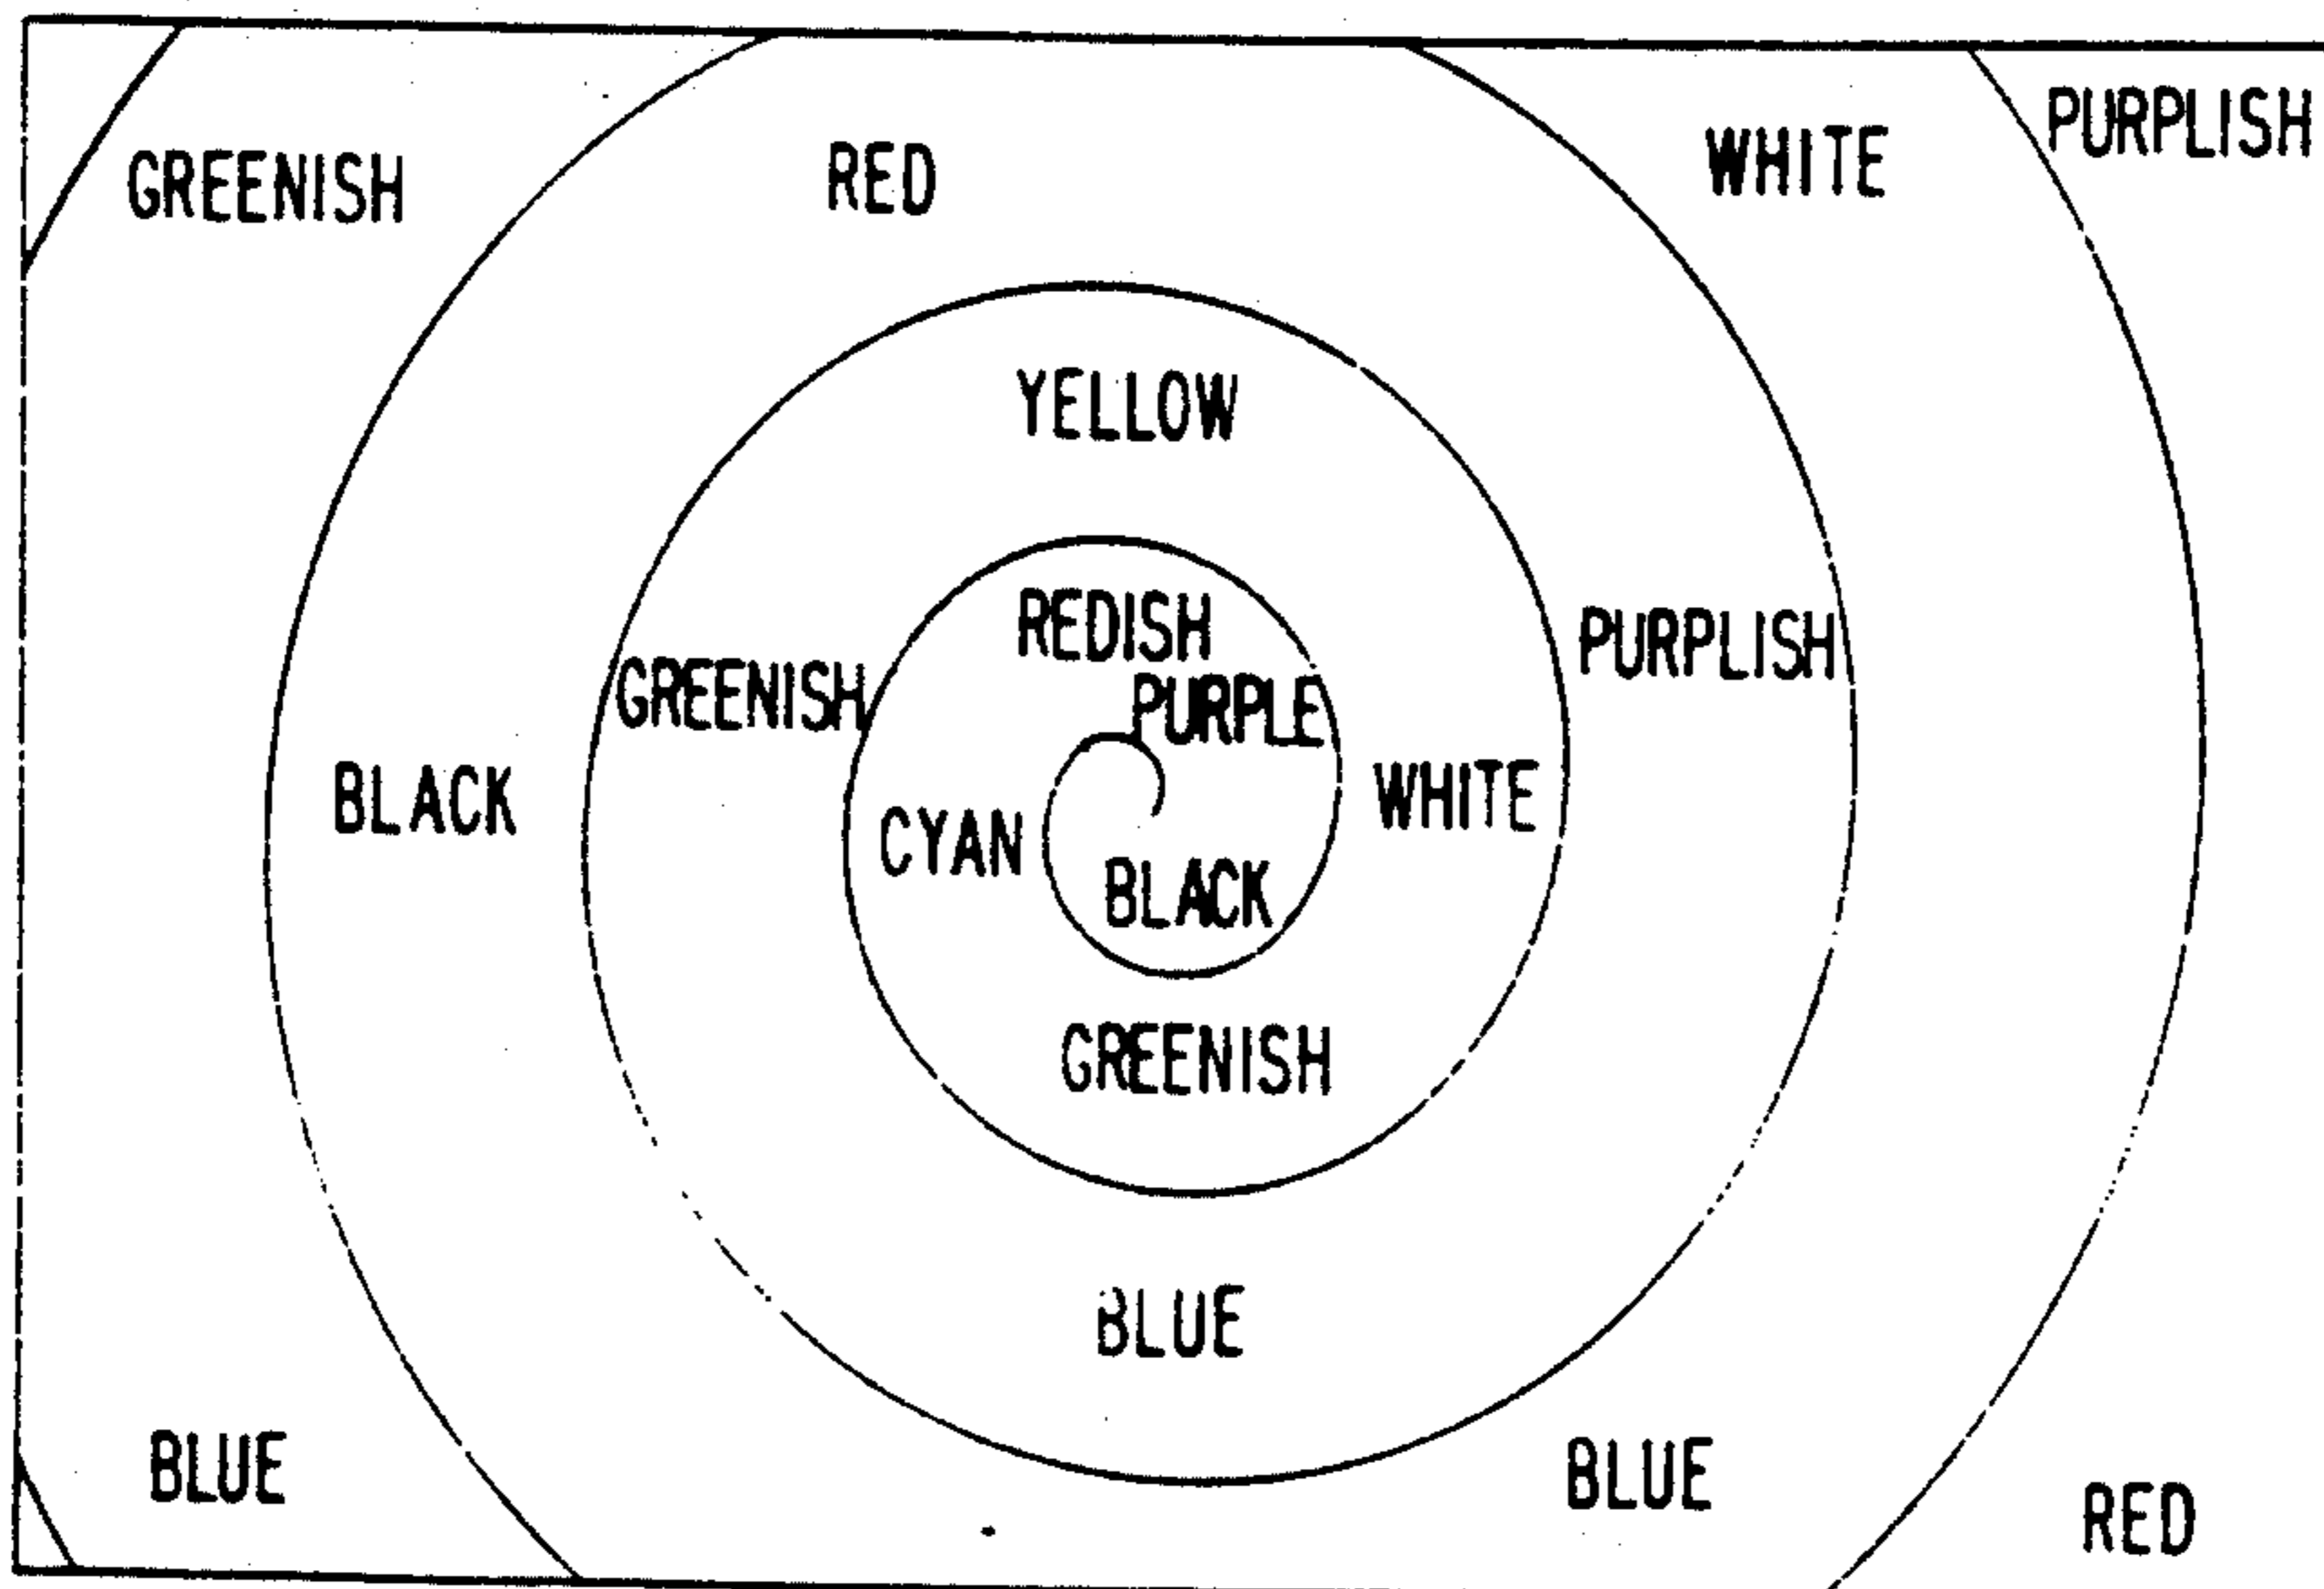 PURPLISH
GREENISH RED WHITE
YELLOW
REDISH PURPLISH
GREENISH PURPLE
BLACK CYAN WHITE
BLACK
GREENISH
BLUE
BLUE BLUE RED